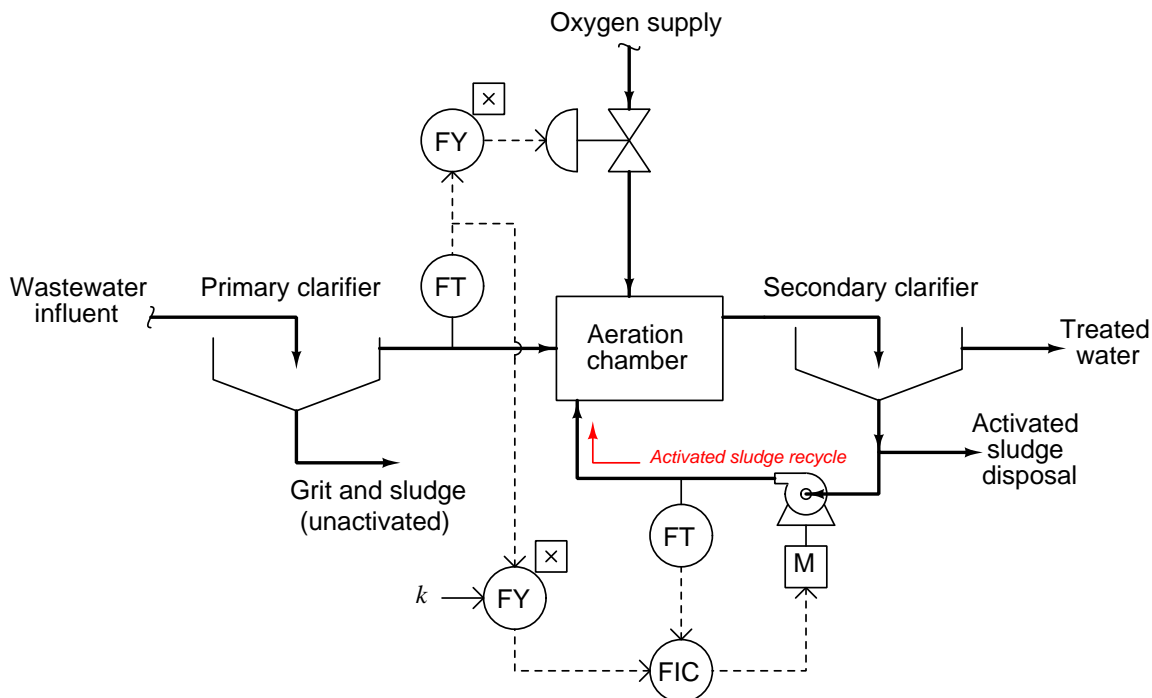 Oxygen supply
×
FY
FT
Wastewater
influent
Primary clarifier
Aeration
chamber
Secondary clarifier
Treated
water
Activated
sludge
disposal
Activated sludge recycle
Grit and sludge
(unactivated)
FT
M
×
k
FY
FIC